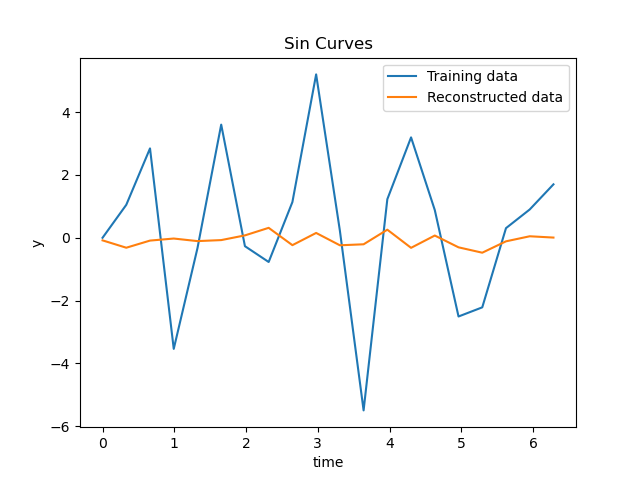 Sin Curves
Training data
Reconstructed data
4
2
0
−2
−4
−6
y
0 1 2 3 4 5 6
time